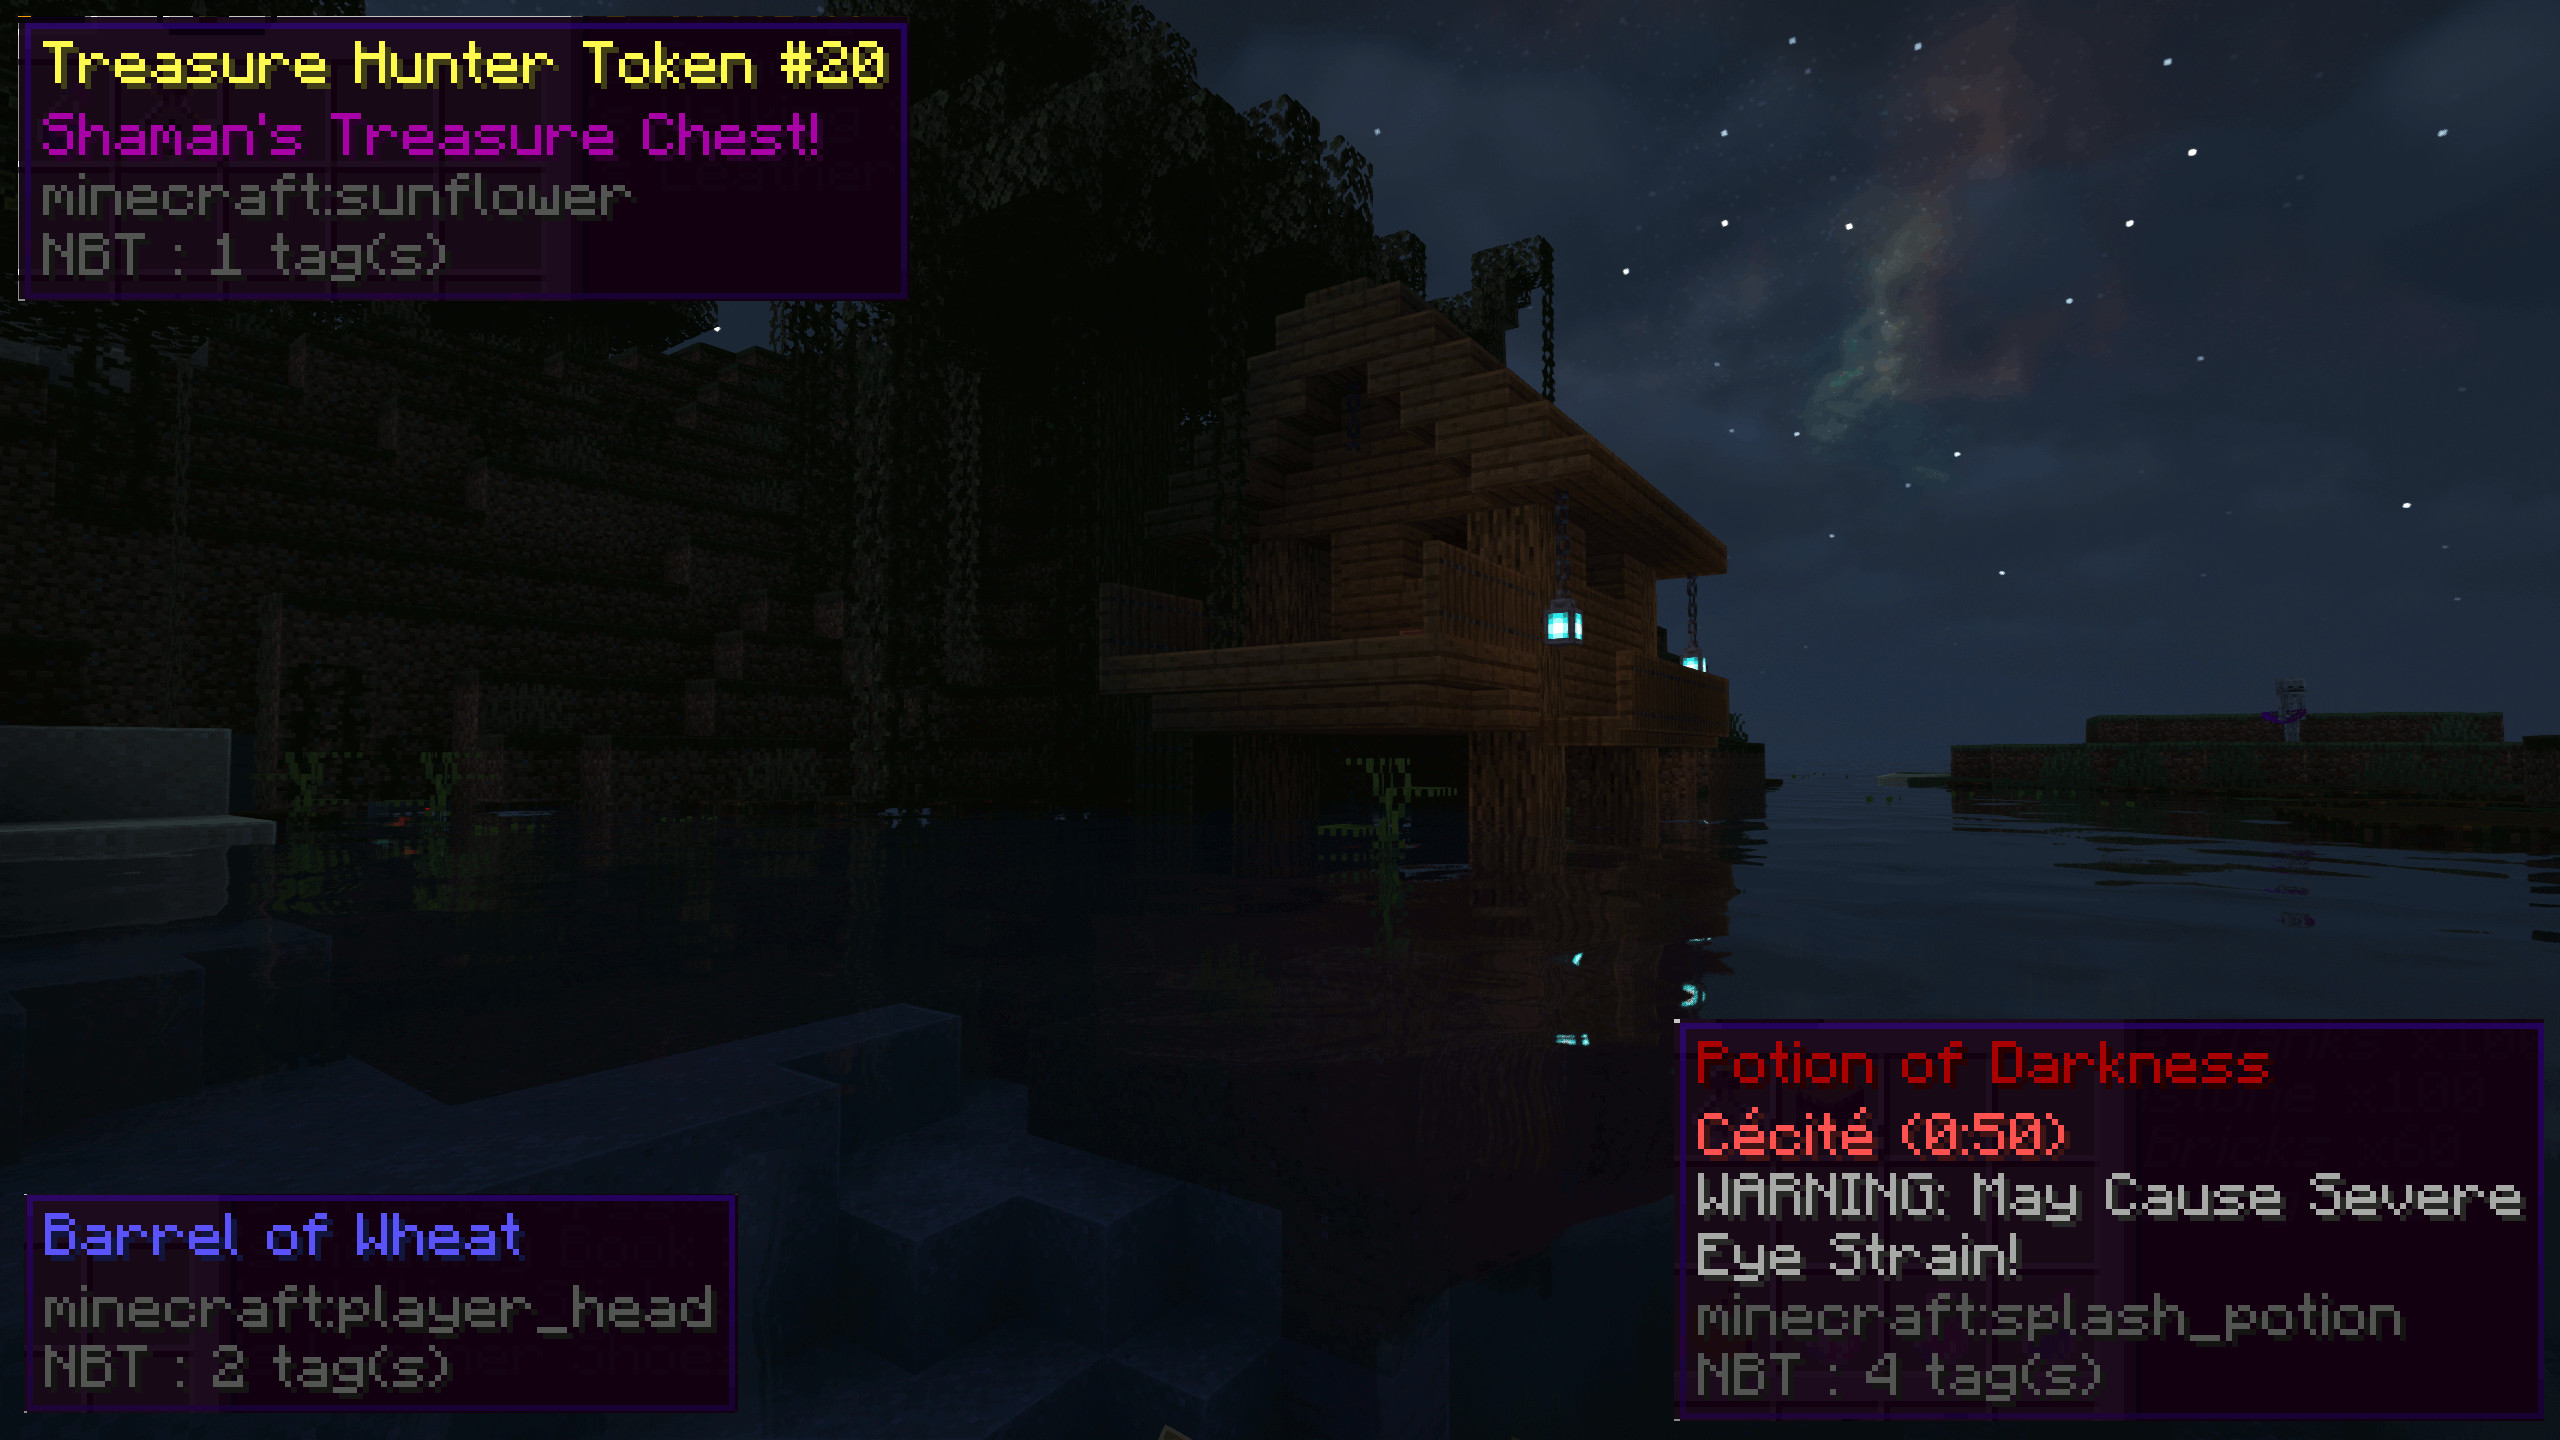 Treasure Hunter Token #20
Shaman's Treasure Chest!
minecraft:sunflower
NBT : 1 tag(s)
Barrel of Wheat
minecraft:player_head
NBT : 2 tag(s)
Potion of Darkness
Cécité (0:50)
WARNING: May Cause Severe
Eye Strain!
minecraft:splash_potion
NBT : 4 tag(s)